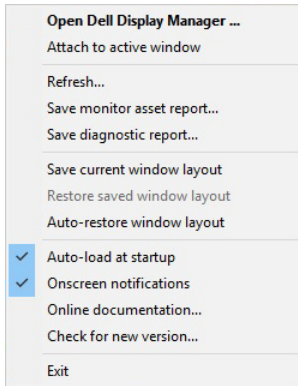 Open Dell Display Manager ...
Attach to active window
Refresh...
Save monitor asset report...
Save diagnostic report...
Save current window layout
Restore saved window layout
Auto-restore window layout
Auto-load at startup
Onscreen notifications
Online documentation...
Check for new version...
Exit